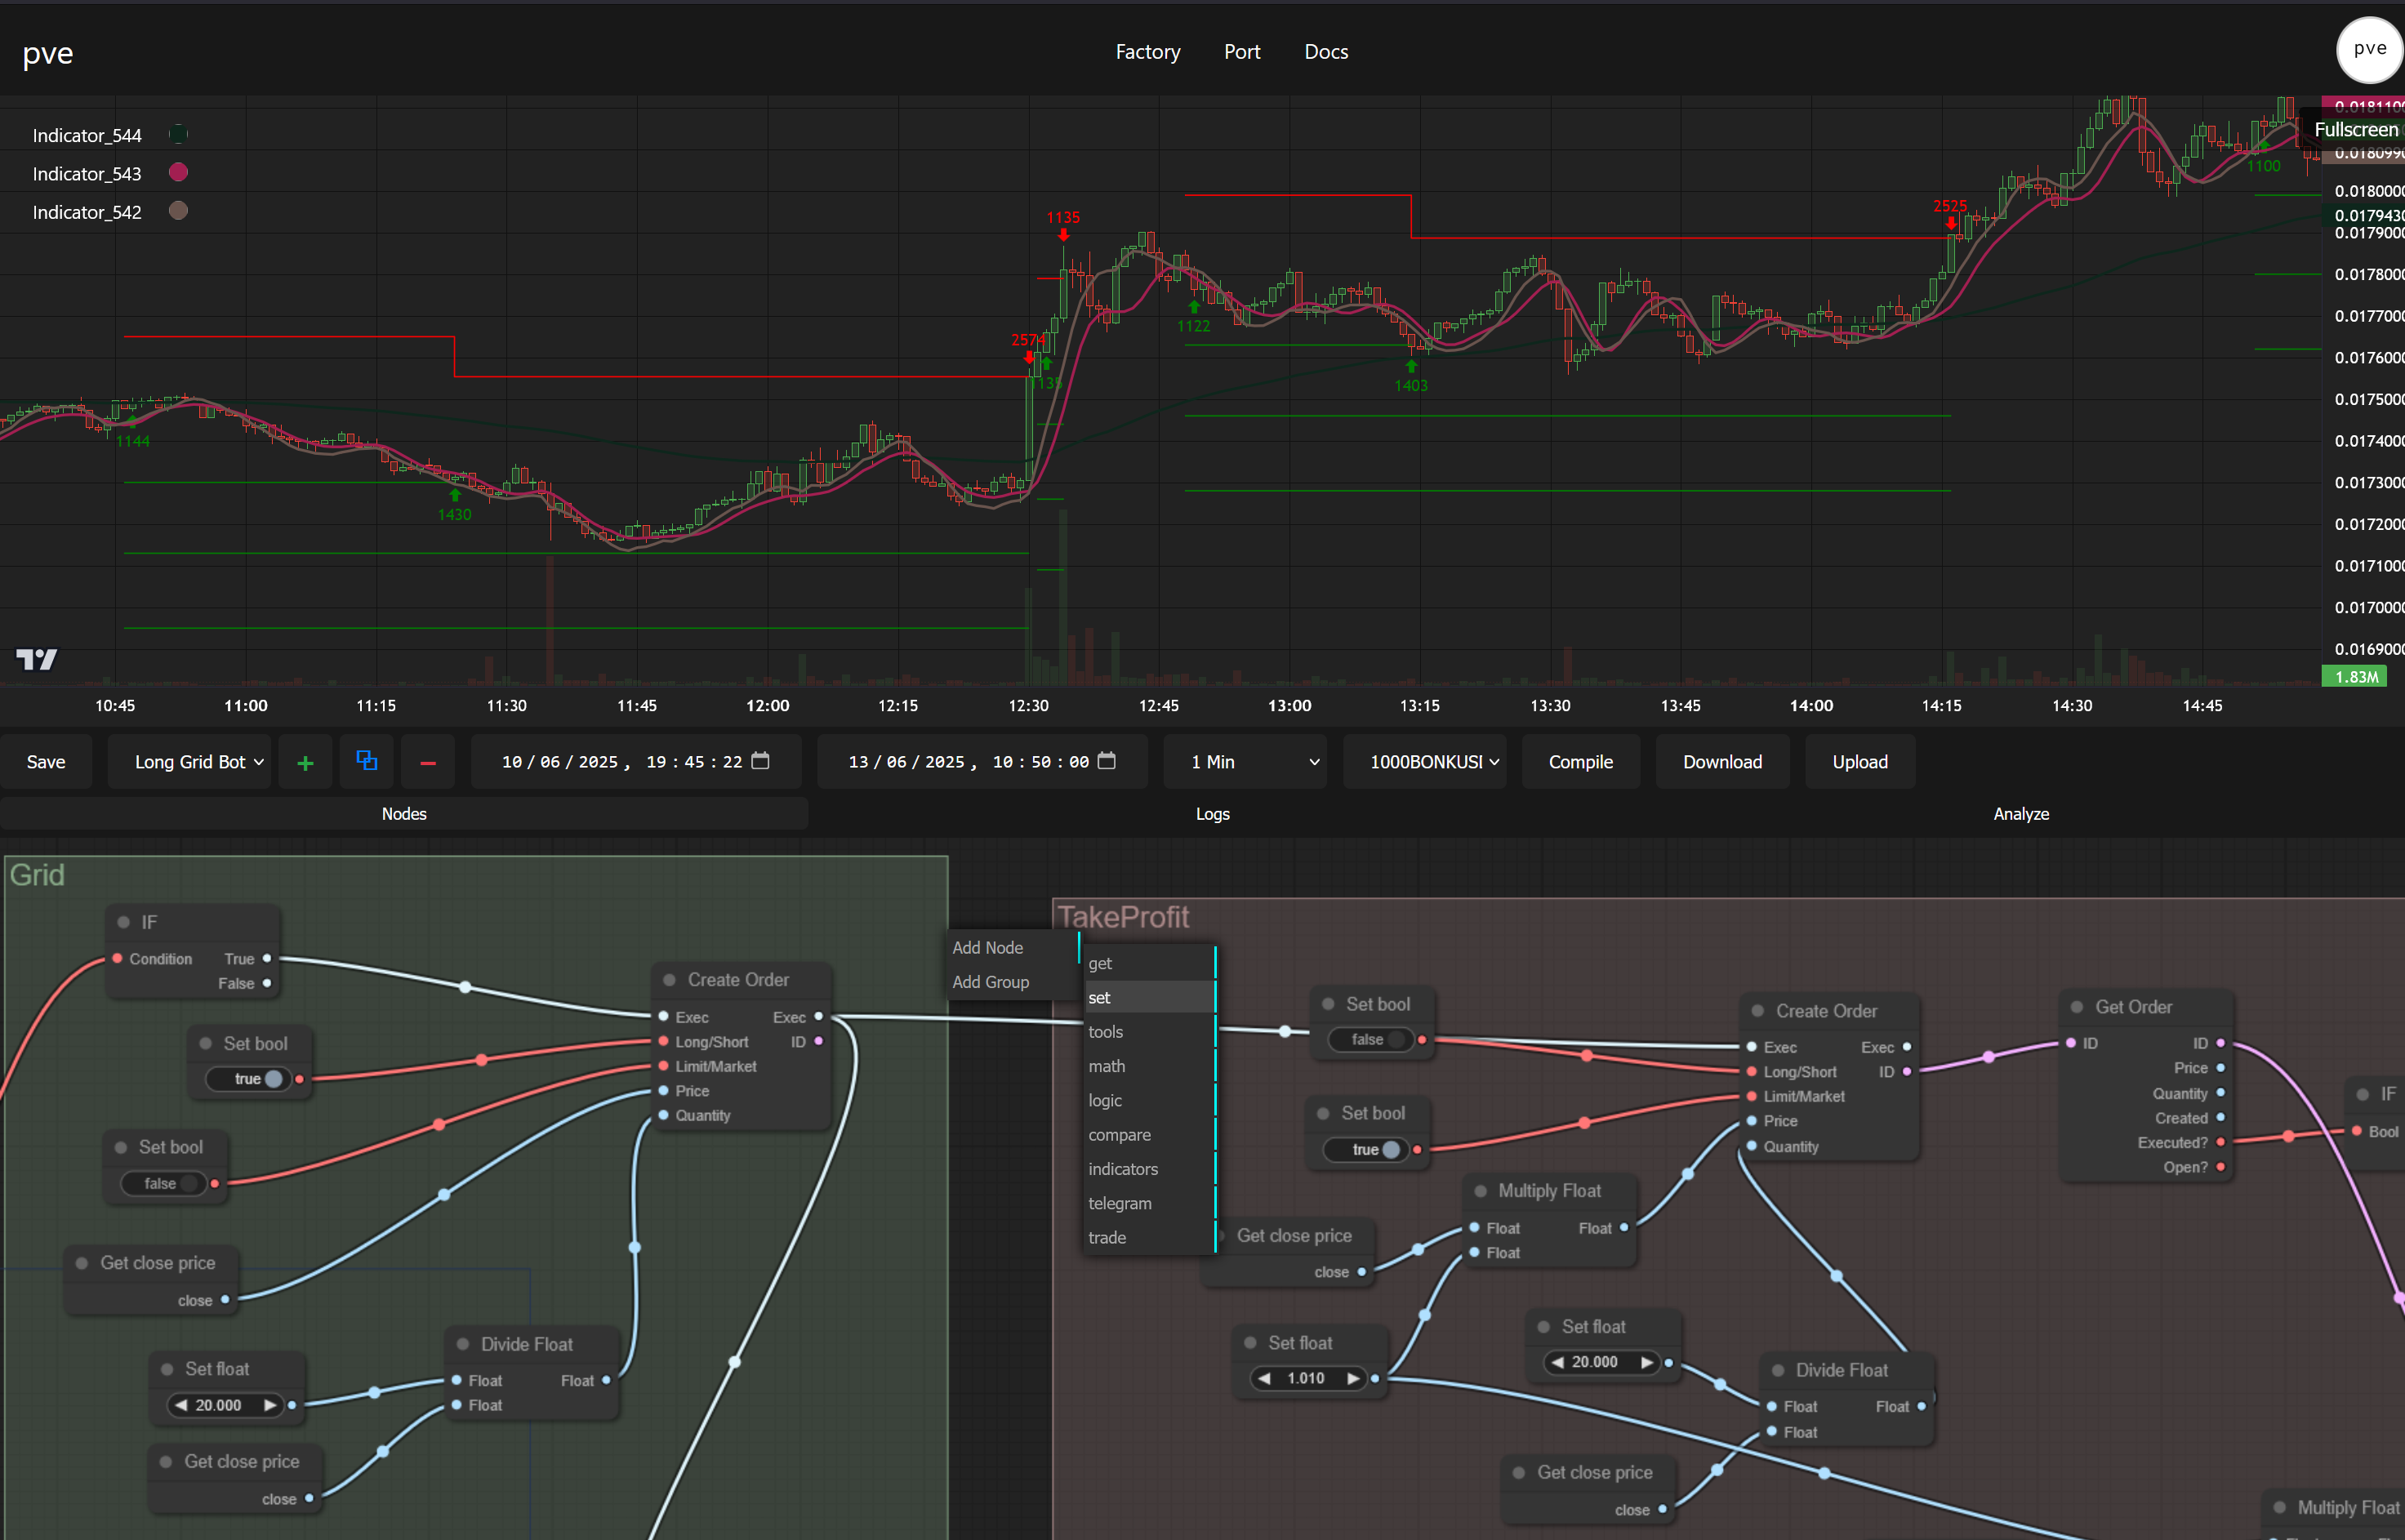 pve
Factory Port Docs
pve
Indicator_544
Indicator_543
Indicator_542
Fullscreen
0.0181100
0.0180990
0.0180000
0.0179430
0.0179000
0.0178000
0.0177000
0.0176000
0.0175000
0.0174000
0.0173000
0.0172000
0.0171000
0.0170000
0.0169000
1.83M
1144
1430
2574
1135
1135
1122
1403
2525
1100
10:45 11:00 11:15 11:30 11:45 12:00 12:15 12:30 12:45 13:00 13:15 13:30 13:45 14:00 14:15 14:30 14:45
Save Long Grid Bot + − 10/06/2025, 19:45:22 13/06/2025, 10:50:00 1 Min 1000BONKUSI Compile Download Upload
Nodes Logs Analyze
Grid
IF
Condition True
False
Set bool
true
Set bool
false
Get close price
close
Set float
20.000
Get close price
close
Divide Float
Float Float
Float
Create Order
Exec Exec
Long/Short ID
Limit/Market
Price
Quantity
Add Node
Add Group
get
set
tools
math
logic
compare
indicators
telegram
trade
TakeProfit
Set bool
false
Set bool
true
Get close price
close
Multiply Float
Float Float
Float
Set float
1.010
Set float
20.000
Divide Float
Float Float
Float
Get close price
close
Create Order
Exec Exec
Long/Short ID
Limit/Market
Price
Quantity
Get Order
ID ID
Price
Quantity
Created
Executed?
Open?
IF
Bool
Multiply Float